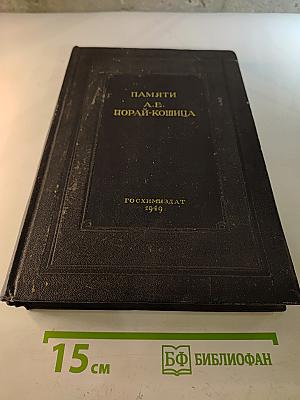 ПАМЯТИ
А.Е.
ПОРАЙ-КОШИЦА
ГОСХИМИЗДАТ
1949
15 см
БФ БИБЛИОФАН